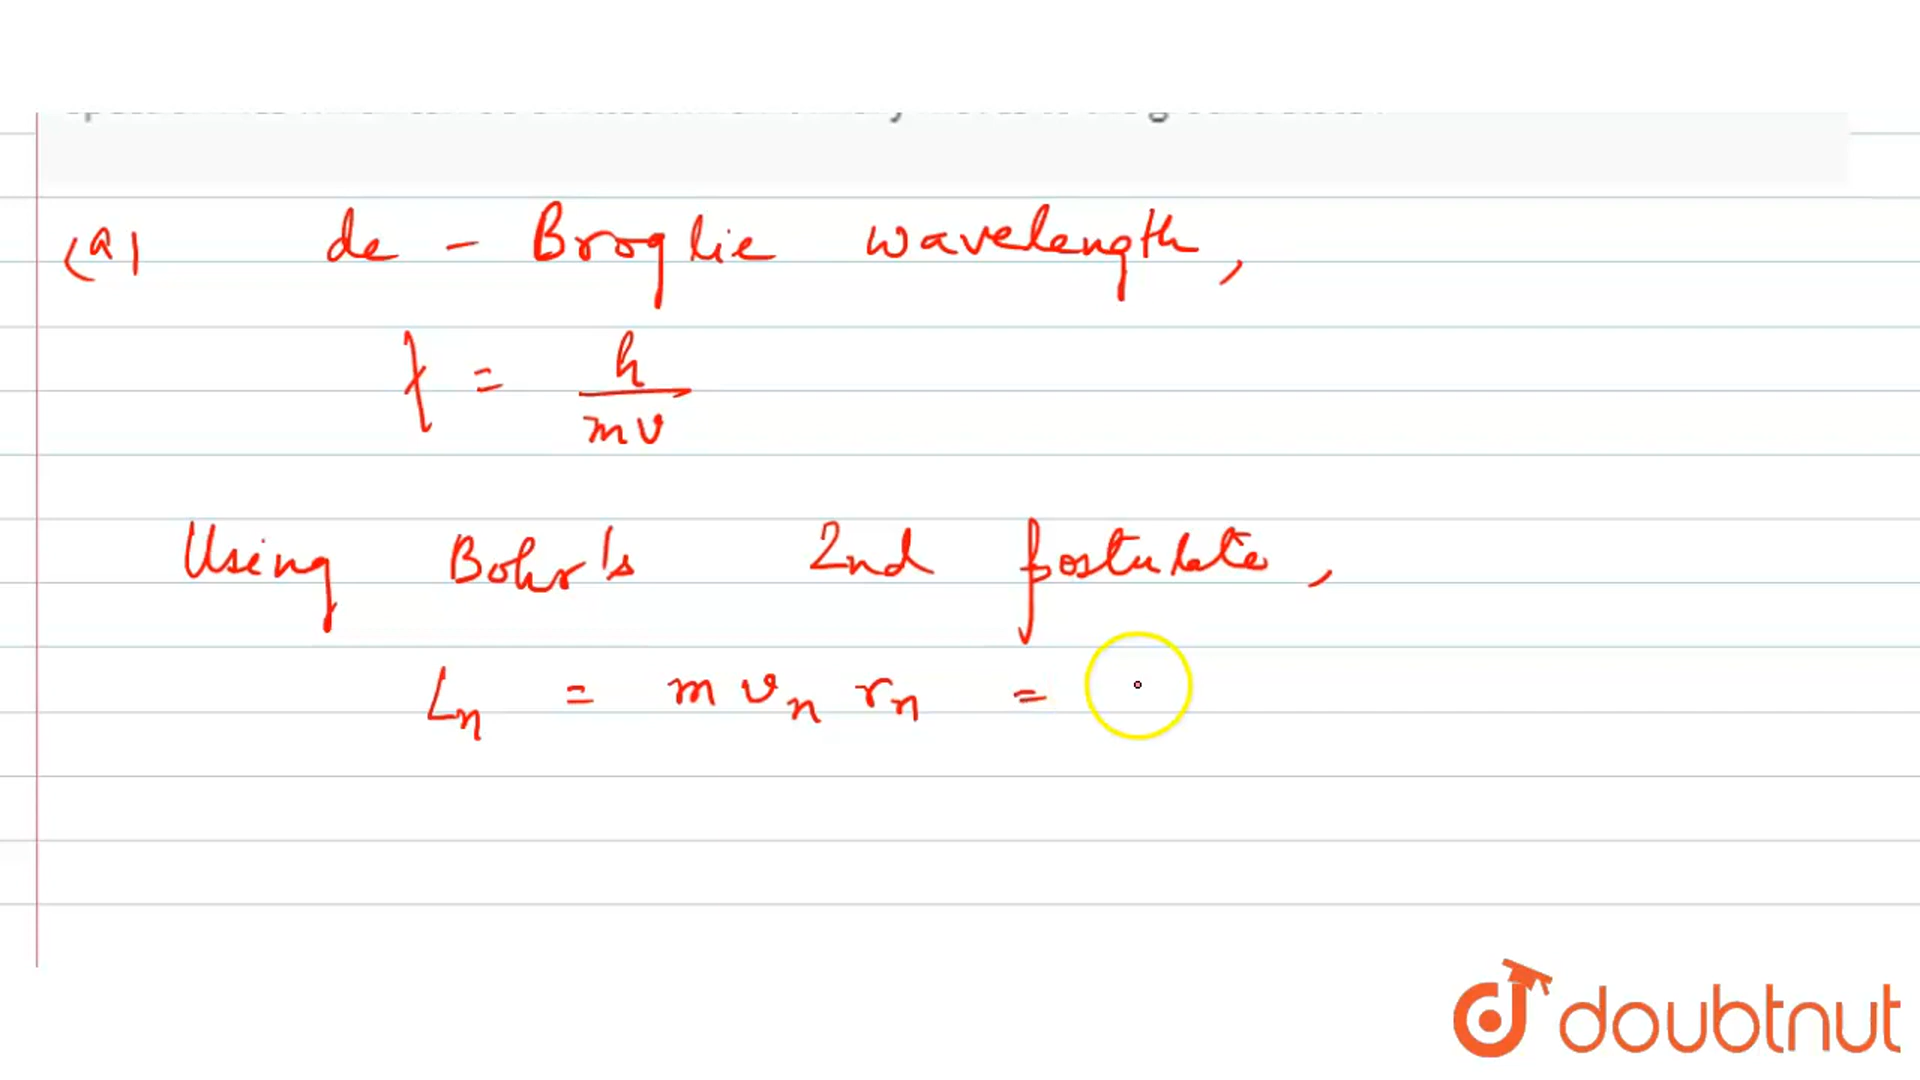 (a) de - Broglie wavelength,
λ = h / mv
Using Bohr's 2nd postulate,
Ln = m vn rn =
doubtnut